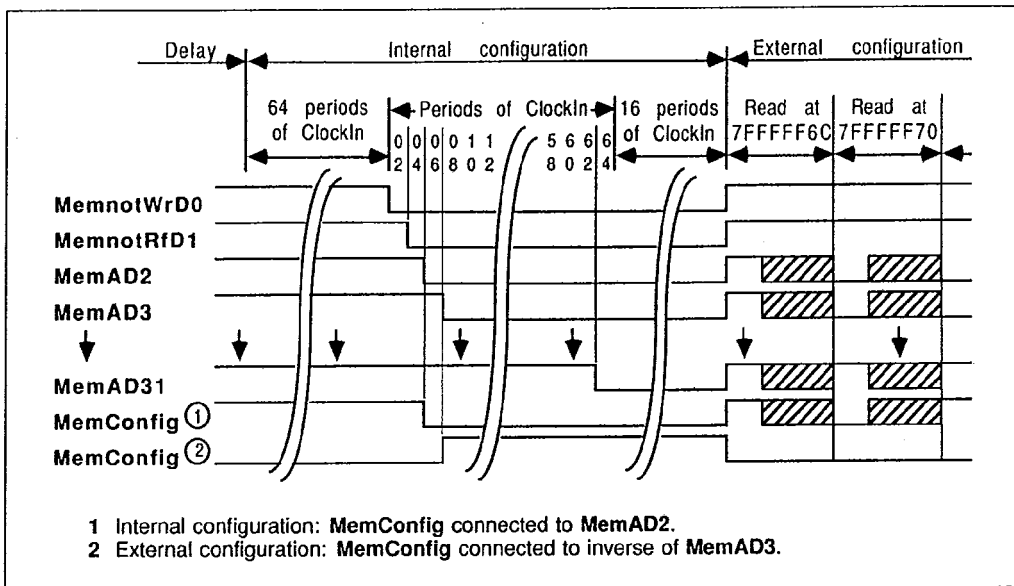 Delay Internal configuration External configuration
64 periods Periods of ClockIn 16 periods Read at Read at
of ClockIn of ClockIn 7FFFFF6C 7FFFFF70
0 0 0 0 1 1 5 6 6 6
2 4 6 8 0 2 8 0 2 4
MemnotWrD0
MemnotRfD1
MemAD2
MemAD3
MemAD31
MemConfig ①
MemConfig ②
1 Internal configuration: MemConfig connected to MemAD2.
2 External configuration: MemConfig connected to inverse of MemAD3.